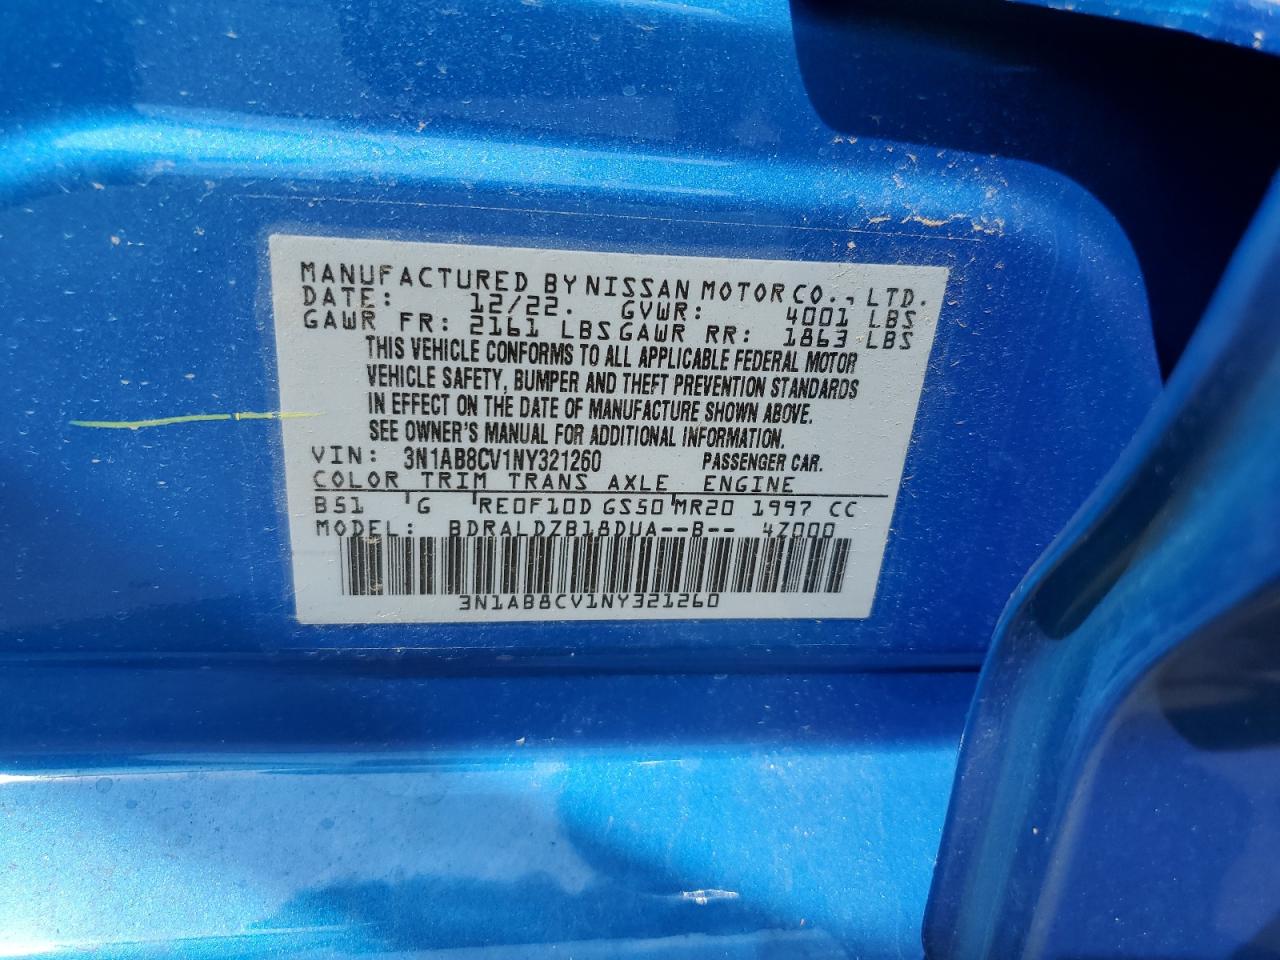 MANUFACTURED BY NISSAN MOTOR CO., LTD.
DATE: 12/22. GVWR: 4001 LBS
GAWR FR: 2161 LBS GAWR RR: 1863 LBS
THIS VEHICLE CONFORMS TO ALL APPLICABLE FEDERAL MOTOR
VEHICLE SAFETY, BUMPER AND THEFT PREVENTION STANDARDS
IN EFFECT ON THE DATE OF MANUFACTURE SHOWN ABOVE.
SEE OWNER'S MANUAL FOR ADDITIONAL INFORMATION.
VIN: 3N1AB8CV1NY321260 PASSENGER CAR.
COLOR TRIM TRANS AXLE ENGINE
B51 G RE0F10D GS50 MR20 1997 CC
MODEL: BDRALDZB18DUA--B-- 4Z000
3N1AB8CV1NY321260